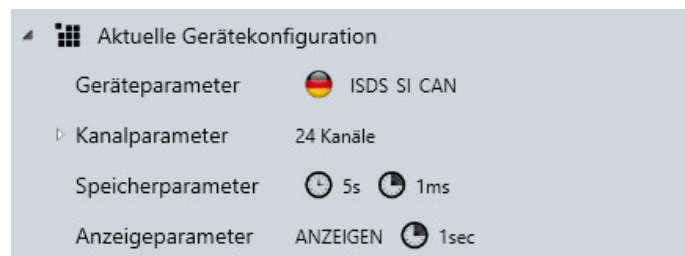 Aktuelle Gerätekonfiguration
Geräteparameter ISDS SI CAN
Kanalparameter 24 Kanäle
Speicherparameter 5s 1ms
Anzeigeparameter ANZEIGEN 1sec